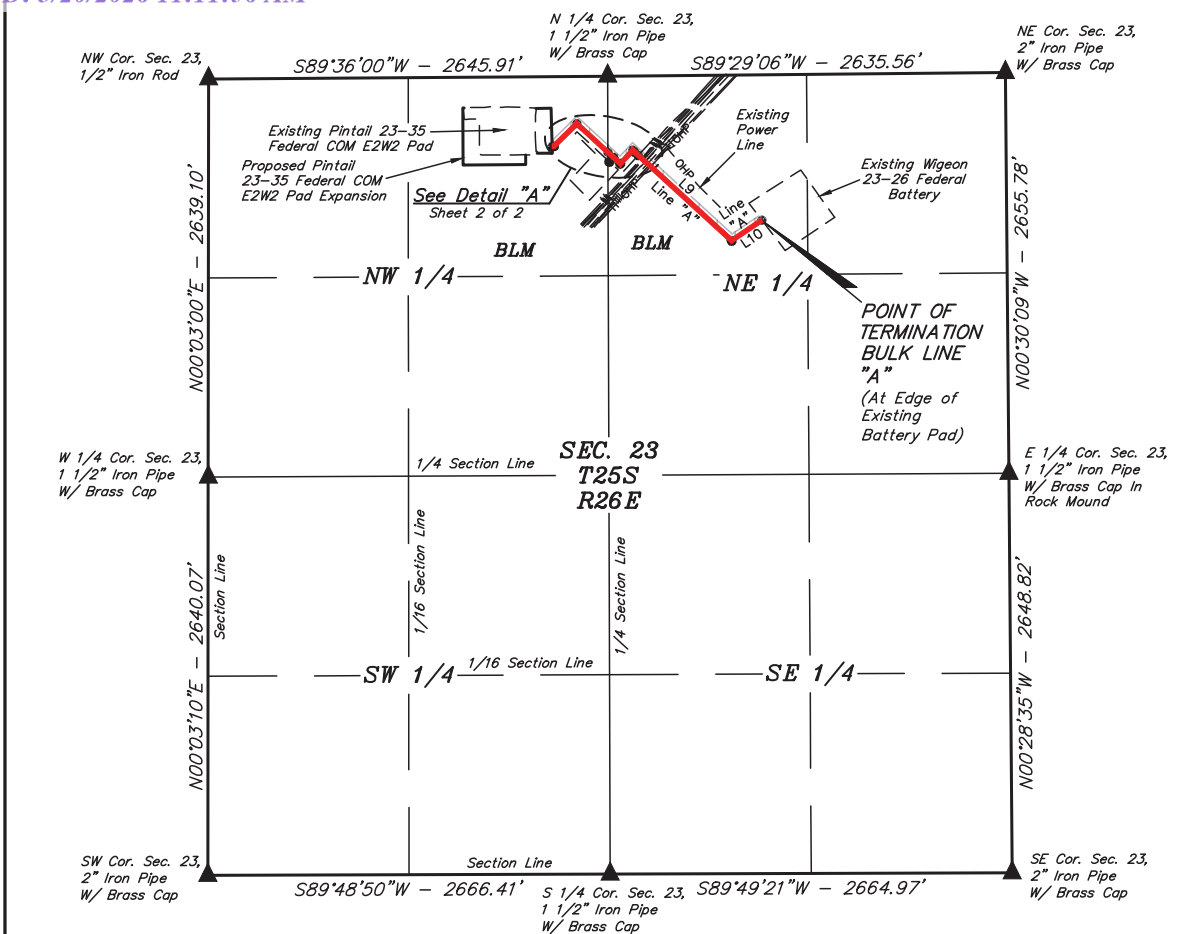 N 1/4 Cor. Sec. 23,
1 1/2" Iron Pipe
W/ Brass Cap
NE Cor. Sec. 23,
2" Iron Pipe
W/ Brass Cap
NW Cor. Sec. 23,
1/2" Iron Rod
S89°36'00"W - 2645.91'
S89°29'06"W - 2635.56'
Existing Pintail 23-35
Federal COM E2W2 Pad
Proposed Pintail
23-35 Federal COM
E2W2 Pad Expansion
See Detail "A"
Sheet 2 of 2
Existing
Power
Line
Existing Wigeon
23-26 Federal
Battery
OHP
L9
Line "A"
Line
"A"
L10
BLM
BLM
N00°03'00"E - 2639.10'
N00°30'09"W - 2655.78'
NW 1/4
NE 1/4
POINT OF
TERMINATION
BULK LINE
"A"
(At Edge of
Existing
Battery Pad)
W 1/4 Cor. Sec. 23,
1 1/2" Iron Pipe
W/ Brass Cap
1/4 Section Line
SEC. 23
T25S
R26E
E 1/4 Cor. Sec. 23,
1 1/2" Iron Pipe
W/ Brass Cap In
Rock Mound
N00°03'10"E - 2640.07'
Section Line
1/16 Section Line
1/4 Section Line
N00°28'35"W - 2648.82'
SW 1/4
1/16 Section Line
SE 1/4
SW Cor. Sec. 23,
2" Iron Pipe
W/ Brass Cap
Section Line
S89°48'50"W - 2666.41'
S 1/4 Cor. Sec. 23,
1 1/2" Iron Pipe
W/ Brass Cap
S89°49'21"W - 2664.97'
SE Cor. Sec. 23,
2" Iron Pipe
W/ Brass Cap